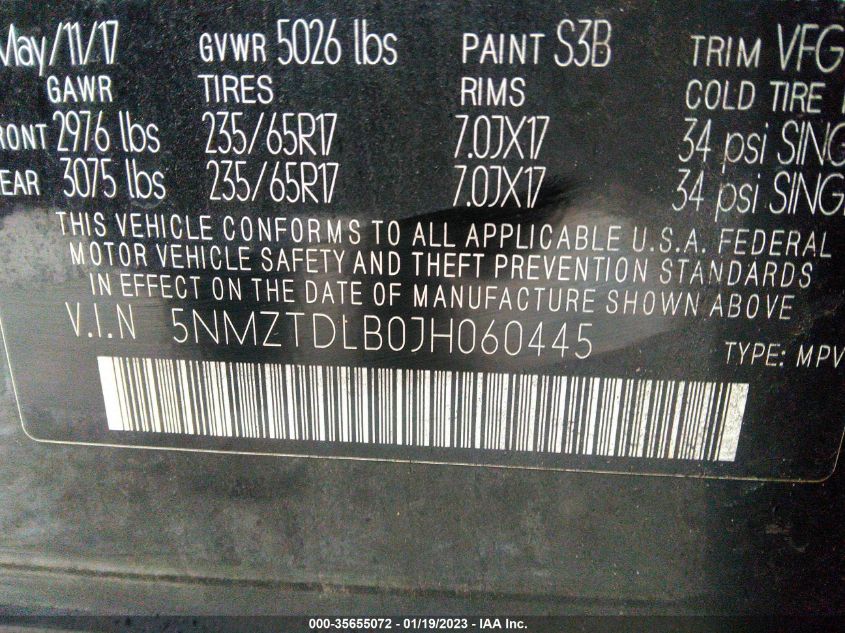 May/11/17 GVWR 5026 lbs PAINT S3B TRIM VFG
GAWR TIRES RIMS COLD TIRE
FRONT 2976 lbs 235/65R17 7.0JX17 34 psi SING
REAR 3075 lbs 235/65R17 7.0JX17 34 psi SING
THIS VEHICLE CONFORMS TO ALL APPLICABLE U.S.A. FEDERAL
MOTOR VEHICLE SAFETY AND THEFT PREVENTION STANDARDS
IN EFFECT ON THE DATE OF MANUFACTURE SHOWN ABOVE
V.I.N 5NMZTDLB0JH060445 TYPE: MPV
000-35655072 - 01/19/2023 - IAA Inc.